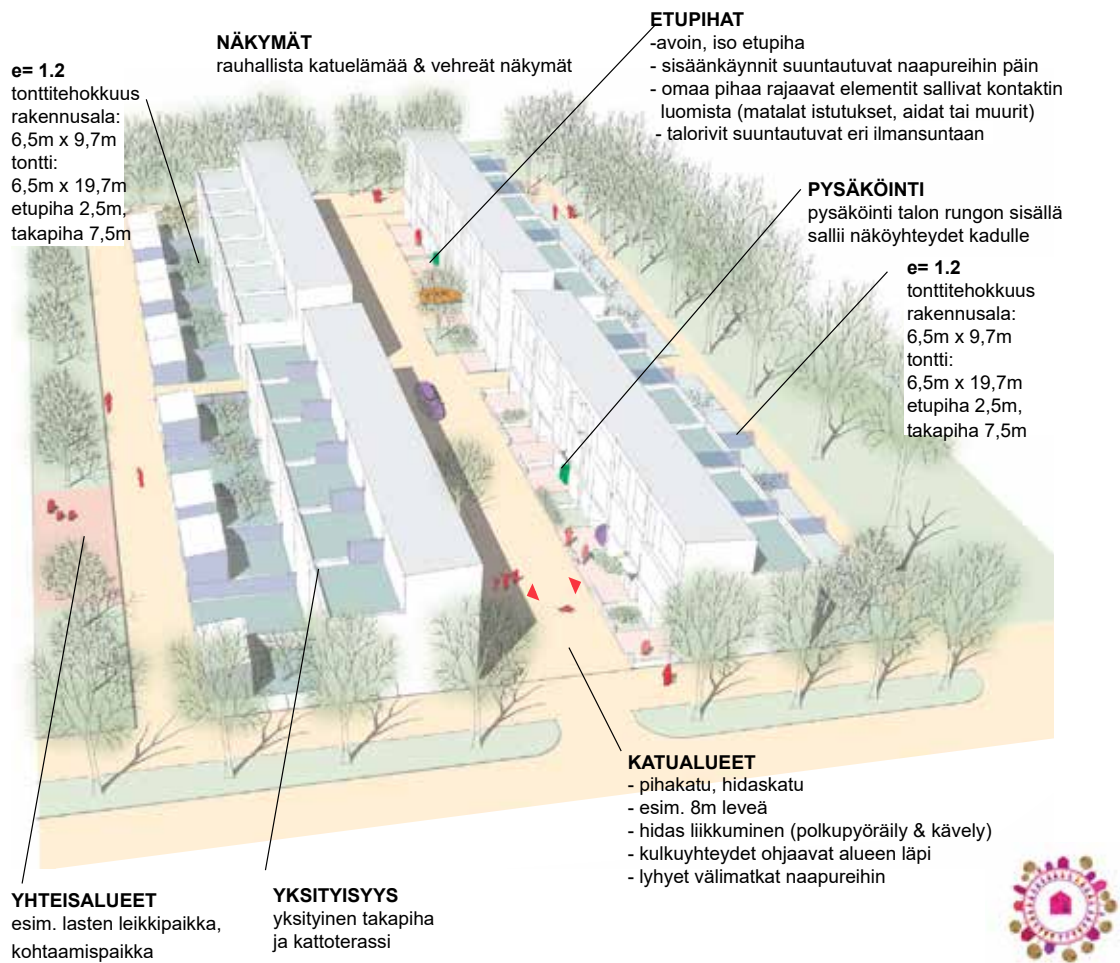 NÄKYMÄT
rauhallista katuelämää & vehreät näkymät
ETUPIHAT
-avoin, iso etupiha
- sisäänkäynnit suuntautuvat naapureihin päin
- omaa pihaa rajaavat elementit sallivat kontaktin
luomista (matalat istutukset, aidat tai muurit)
- talorivit suuntautuvat eri ilmansuntaan
e= 1.2
tonttitehokkuus
rakennusala:
6,5m x 9,7m
tontti:
6,5m x 19,7m
etupiha 2,5m,
takapiha 7,5m
PYSÄKÖINTI
pysäköinti talon rungon sisällä
sallii näköyhteydet kadulle
e= 1.2
tonttitehokkuus
rakennusala:
6,5m x 9,7m
tontti:
6,5m x 19,7m
etupiha 2,5m,
takapiha 7,5m
KATUALUEET
- pihakatu, hidaskatu
- esim. 8m leveä
- hidas liikkuminen (polkupyöräily & kävely)
- kulkuyhteydet ohjaavat alueen läpi
- lyhyet välimatkat naapureihin
YHTEISALUEET
esim. lasten leikkipaikka,
kohtaamispaikka
YKSITYISYYS
yksityinen takapiha
ja kattoterassi